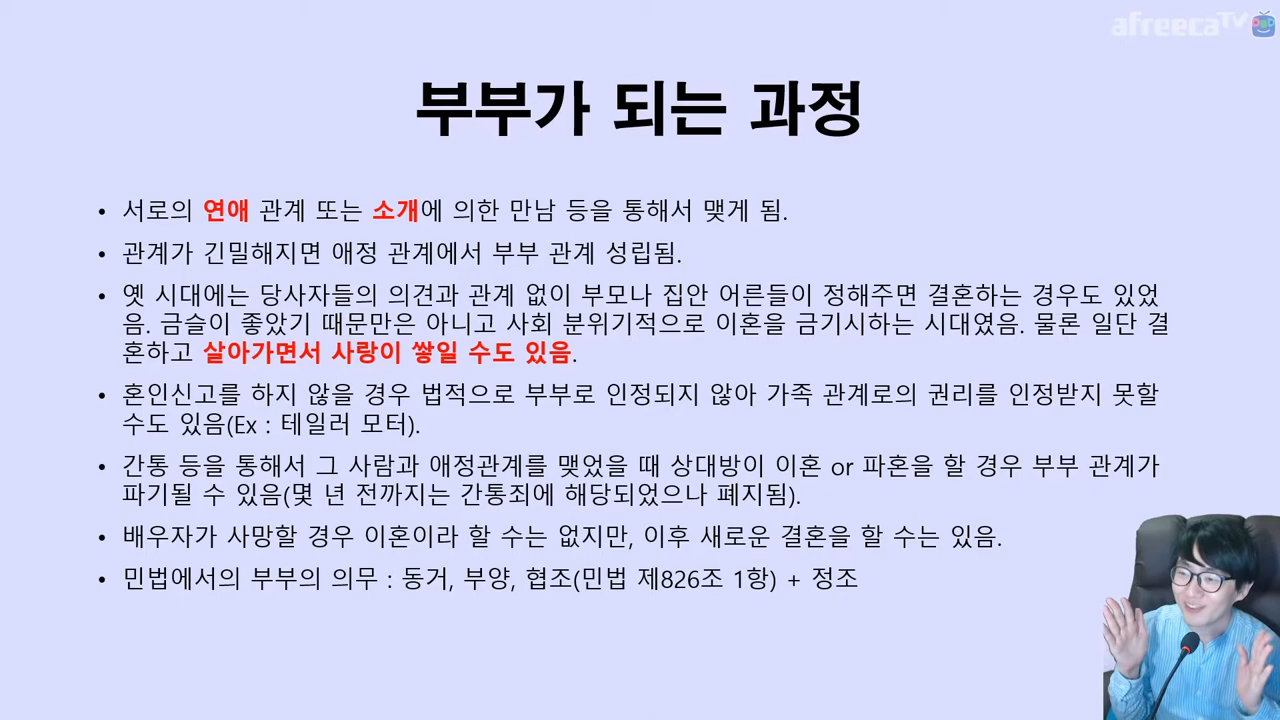 afreecaTV
부부가 되는 과정
• 서로의 연애 관계 또는 소개에 의한 만남 등을 통해서 맺게 됨.
• 관계가 긴밀해지면 애정 관계에서 부부 관계 성립됨.
• 옛 시대에는 당사자들의 의견과 관계 없이 부모나 집안 어른들이 정해주면 결혼하는 경우도 있었
음. 금슬이 좋았기 때문만은 아니고 사회 분위기적으로 이혼을 금기시하는 시대였음. 물론 일단 결
혼하고 살아가면서 사랑이 쌓일 수도 있음.
• 혼인신고를 하지 않을 경우 법적으로 부부로 인정되지 않아 가족 관계로의 권리를 인정받지 못할
수도 있음(Ex : 테일러 모터).
• 간통 등을 통해서 그 사람과 애정관계를 맺었을 때 상대방이 이혼 or 파혼을 할 경우 부부 관계가
파기될 수 있음(몇 년 전까지는 간통죄에 해당되었으나 폐지됨).
• 배우자가 사망할 경우 이혼이라 할 수는 없지만, 이후 새로운 결혼을 할 수는 있음.
• 민법에서의 부부의 의무 : 동거, 부양, 협조(민법 제826조 1항) + 정조